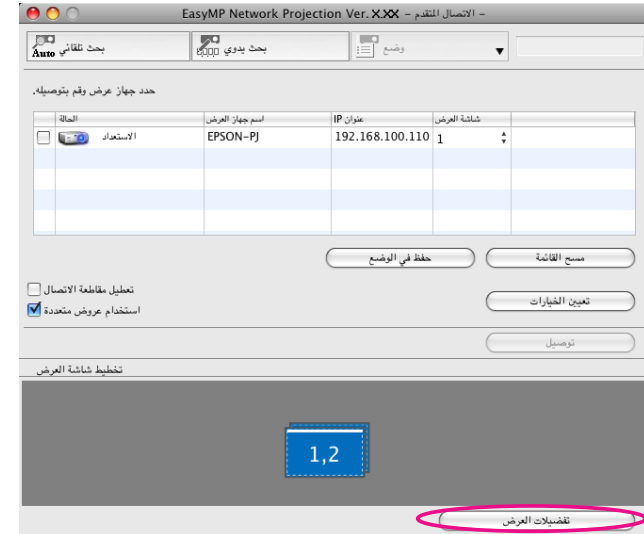 EasyMP Network Projection Ver. X.XX – الاتصال المتقدم –
Auto بحث تلقائي بحث يدوي وضع
حدد جهاز عرض وقم بتوصيله.
الحالة اسم جهاز العرض عنوان IP شاشة العرض
الاستعداد EPSON-PJ 192.168.100.110 1
حفظ في الوضع مسح القائمة
تعطيل مقاطعة الاتصال
استخدام عروض متعددة
تعيين الخيارات
توصيل
تخطيط شاشة العرض
1,2
تفضيلات العرض